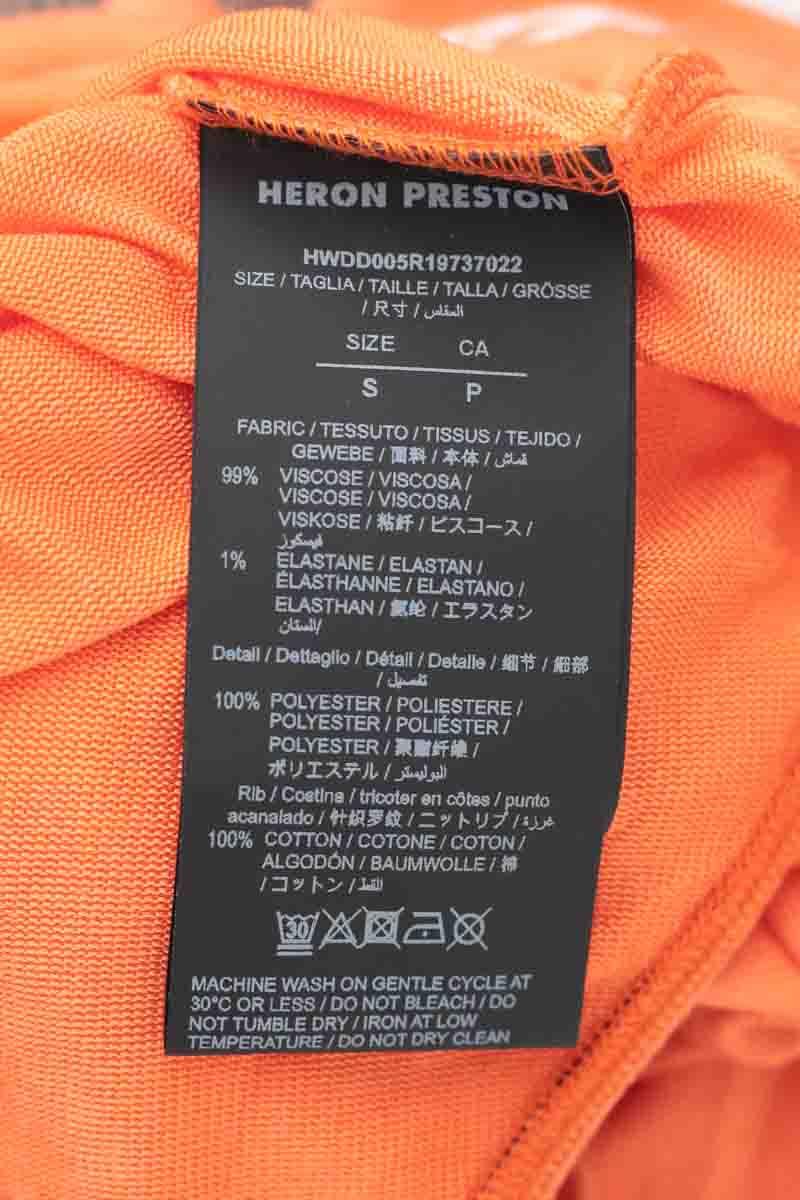 HERON PRESTON
HWDD005R19737022
SIZE / TAGLIA / TAILLE / TALLA / GRÖSSE
/ 尺寸 / المقاس
SIZE CA
S P
FABRIC / TESSUTO / TISSUS / TEJIDO /
GEWEBE / 面料 / 本体 / قماش
99% VISCOSE / VISCOSA /
VISCOSE / VISCOSA /
VISKOSE / 粘纤 / ビスコース /
فيسكوز
1% ELASTANE / ELASTAN /
ÉLASTHANNE / ELASTANO /
ELASTHAN / 氨纶 / エラスタン
/الستان
Detail / Dettaglio / Détail / Detalle / 细节 / 細部
/ تفصيل
100% POLYESTER / POLIESTERE /
POLYESTER / POLIÉSTER /
POLYESTER / 聚酯纤维 /
ポリエステル / البوليستر
Rib / Costina / tricoter en côtes / punto
acanalado / 针织罗纹 / ニットリブ / غرزة
100% COTTON / COTONE / COTON /
ALGODÓN / BAUMWOLLE / 棉
/ コットン / القط
30
MACHINE WASH ON GENTLE CYCLE AT
30°C OR LESS / DO NOT BLEACH / DO
NOT TUMBLE DRY / IRON AT LOW
TEMPERATURE / DO NOT DRY CLEAN